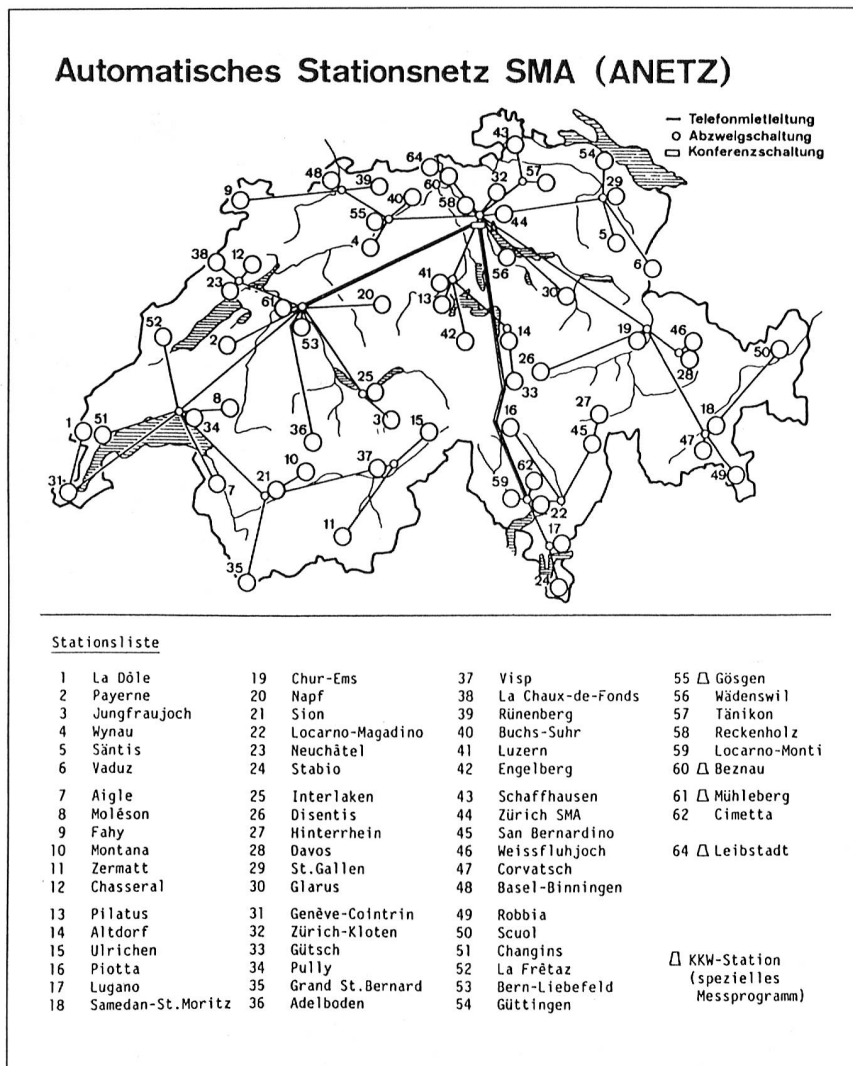 Automatisches Stationsnetz SMA (ANETZ)
Telefonmietleitung
Abzweigschaltung
Konferenzschaltung
43
54
64
48
39
60
32
57
29
9
40
58
55
44
4
5
38
12
56
6
23
41
30
61
20
13
52
2
53
42
14
19
46
50
25
26
28
33
8
27
1
51
34
3
15
16
18
36
45
47
10
37
62
31
7
21
59
49
22
11
17
35
24
Stationsliste
1 La Dôle 19 Chur-Ems 37 Visp 55 Gösgen
2 Payerne 20 Napf 38 La Chaux-de-Fonds 56 Wädenswil
3 Jungfraujoch 21 Sion 39 Rünenberg 57 Tänikon
4 Wynau 22 Locarno-Magadino 40 Buchs-Suhr 58 Reckenholz
5 Säntis 23 Neuchâtel 41 Luzern 59 Locarno-Monti
6 Vaduz 24 Stabio 42 Engelberg 60 Beznau
7 Aigle 25 Interlaken 43 Schaffhausen 61 Mühleberg
8 Moléson 26 Disentis 44 Zürich SMA 62 Cimetta
9 Fahy 27 Hinterrhein 45 San Bernardino
10 Montana 28 Davos 46 Weissfluhjoch 64 Leibstadt
11 Zermatt 29 St.Gallen 47 Corvatsch
12 Chasseral 30 Glarus 48 Basel-Binningen
13 Pilatus 31 Genève-Cointrin 49 Robbia
14 Altdorf 32 Zürich-Kloten 50 Scuol
15 Ulrichen 33 Gütsch 51 Changins
16 Piotta 34 Pully 52 La Frêtaz KKW-Station
17 Lugano 35 Grand St.Bernard 53 Bern-Liebefeld (spezielles
18 Samedan-St.Moritz 36 Adelboden 54 Güttingen Messprogramm)